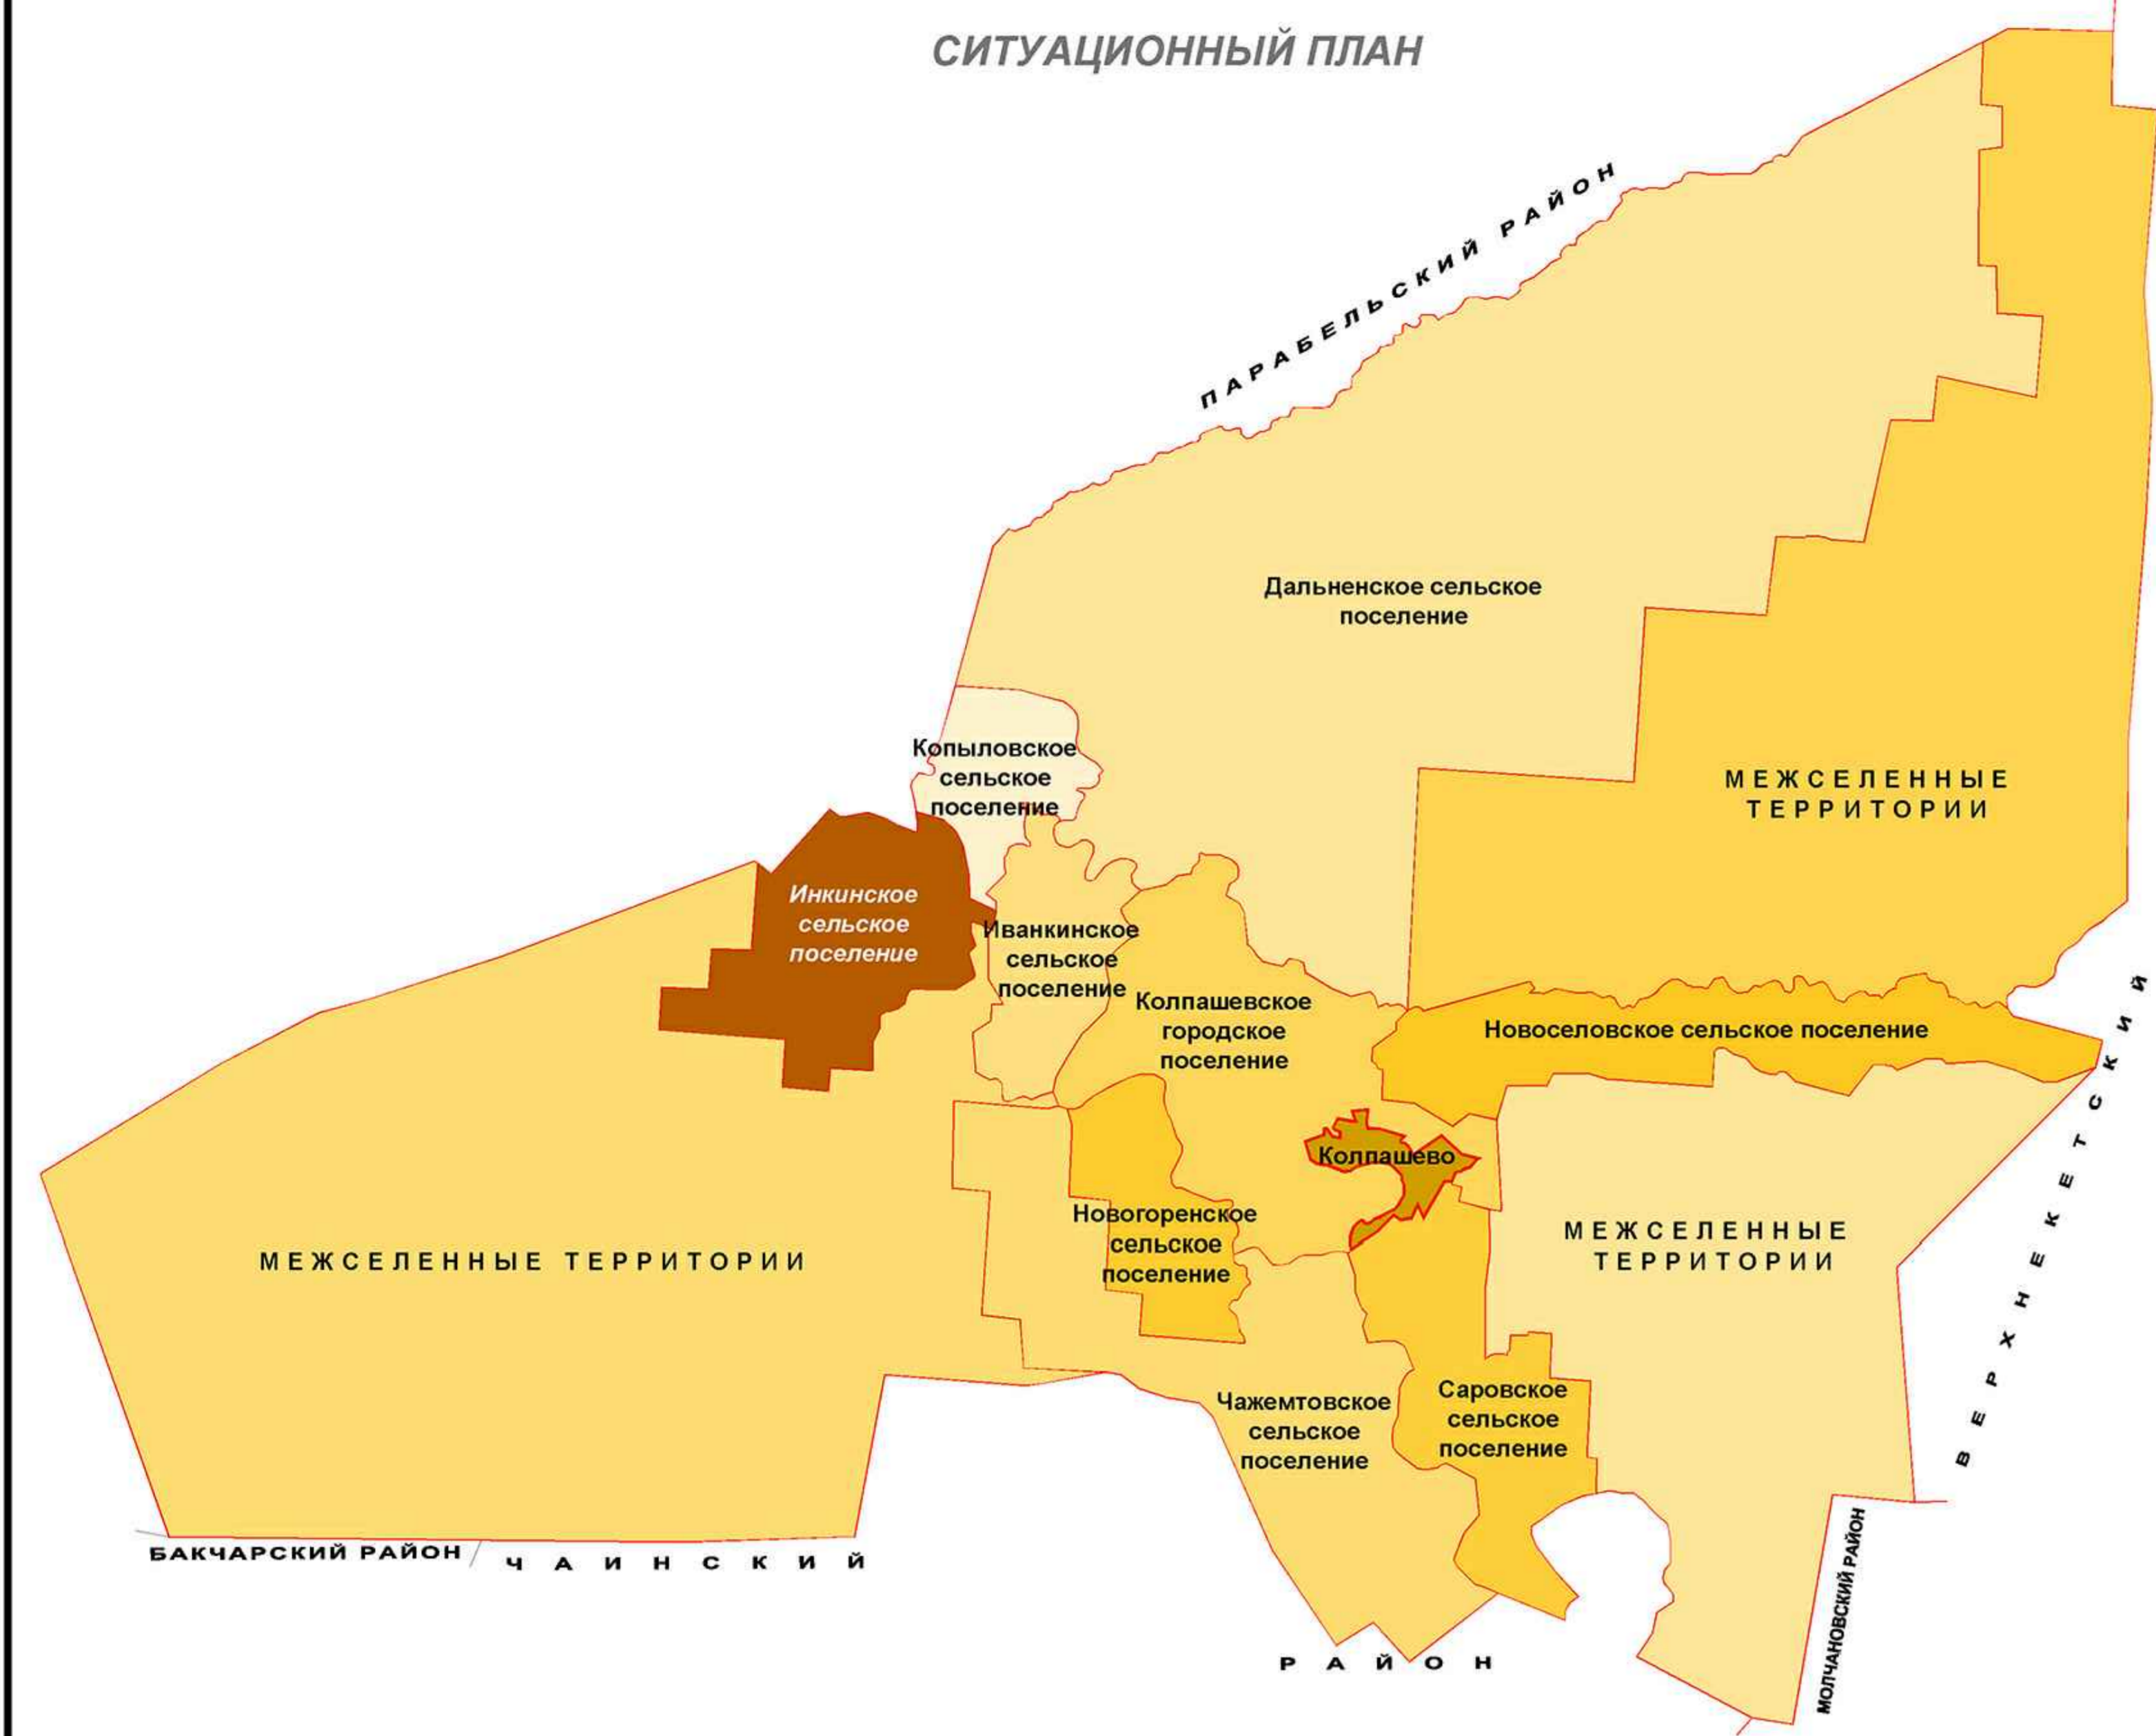 СИТУАЦИОННЫЙ ПЛАН
ПАРАБЕЛЬСКИЙ РАЙОН
Дальненское сельское
поселение
Копыловское
сельское
поселение
МЕЖСЕЛЕННЫЕ
ТЕРРИТОРИИ
Инкинское
сельское
поселение
Иванкинское
сельское
поселение
Колпашевское
городское
поселение
Новоселовское сельское поселение
Колпашево
Новогоренское
сельское
поселение
МЕЖСЕЛЕННЫЕ ТЕРРИТОРИИ
МЕЖСЕЛЕННЫЕ
ТЕРРИТОРИИ
ВЕРХНЕКЕТСКИЙ
Чажемтовское
сельское
поселение
Саровское
сельское
поселение
БАКЧАРСКИЙ РАЙОН
ЧАИНСКИЙ
РАЙОН
МОЛЧАНОВСКИЙ РАЙОН